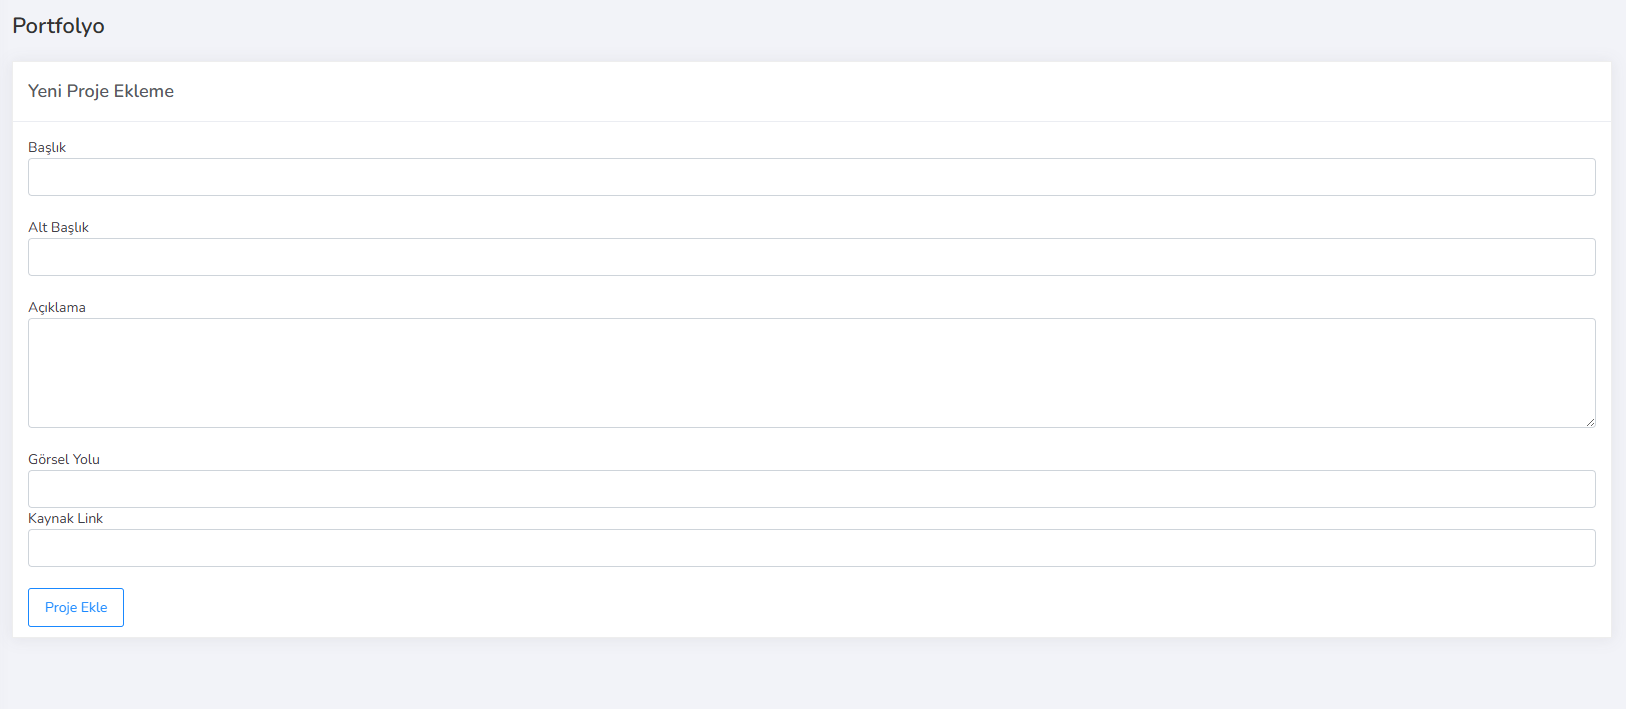 Portfolyo
Yeni Proje Ekleme
Başlık
Alt Başlık
Açıklama
Görsel Yolu
Kaynak Link
Proje Ekle